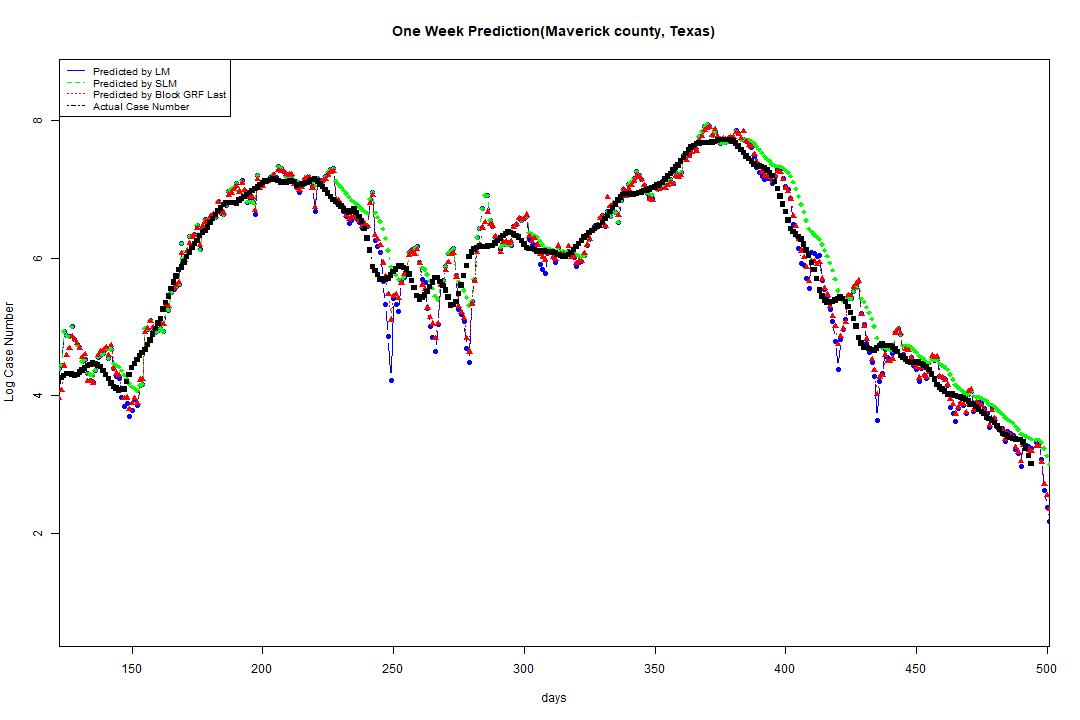 One Week Prediction(Maverick county, Texas)
Predicted by LM
Predicted by SLM
Predicted by Block GRF Last
Actual Case Number
8
6
4
2
Log Case Number
150 200 250 300 350 400 450 500
days